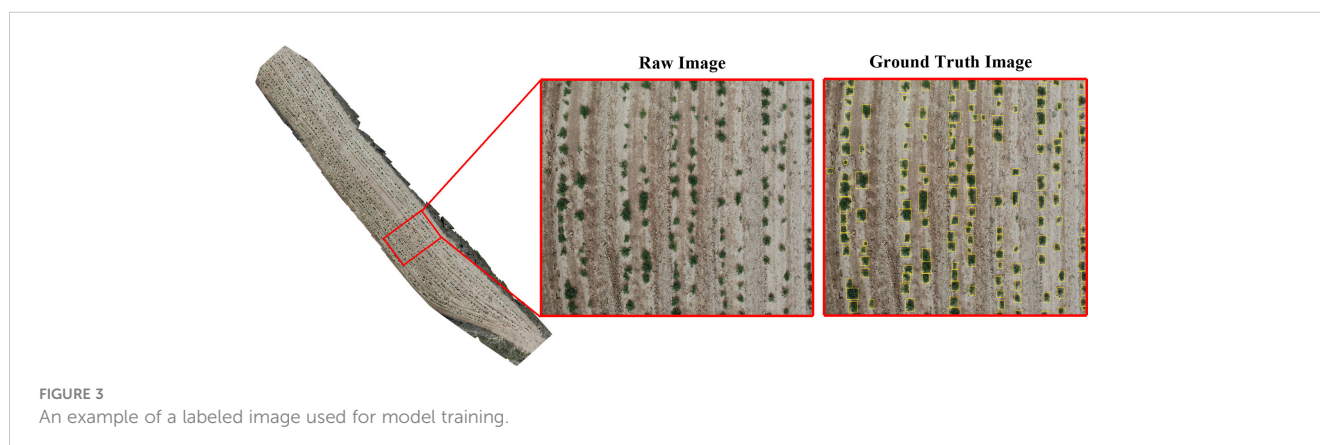 Raw Image
Ground Truth Image
FIGURE 3
An example of a labeled image used for model training.